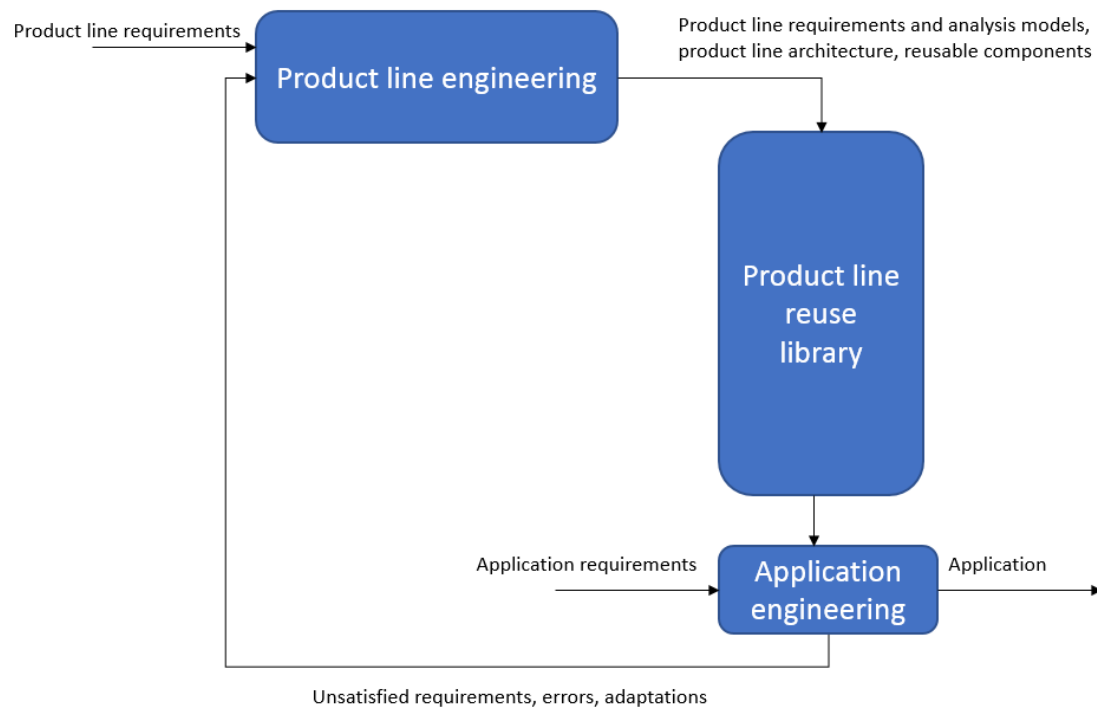 Product line requirements
Product line requirements and analysis models,
product line architecture, reusable components
Product line engineering
Product line
reuse
library
Application requirements
Application
engineering
Application
Unsatisfied requirements, errors, adaptations